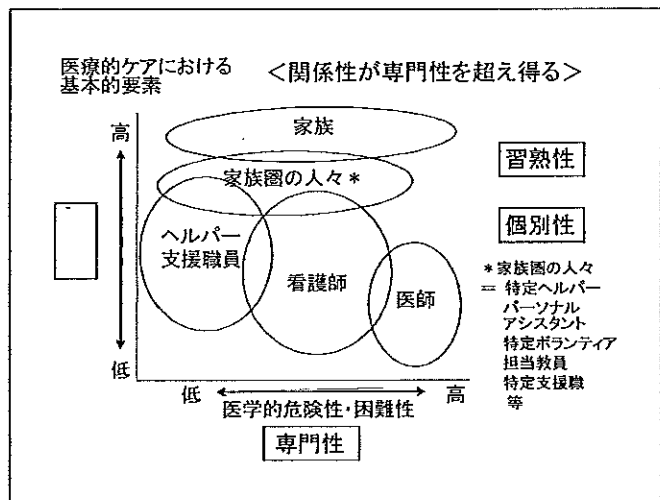 医療的ケアにおける
基本的要素
＜関係性が専門性を超え得る＞
高
家族
家族圏の人々*
習熟性
ヘルパー
支援職員
看護師
医師
個別性
*家族圏の人々
＝ 特定ヘルパー
パーソナル
アシスタント
特定ボランティア
担当教員
特定支援職
等
低
低
医学的危険性・困難性
高
専門性